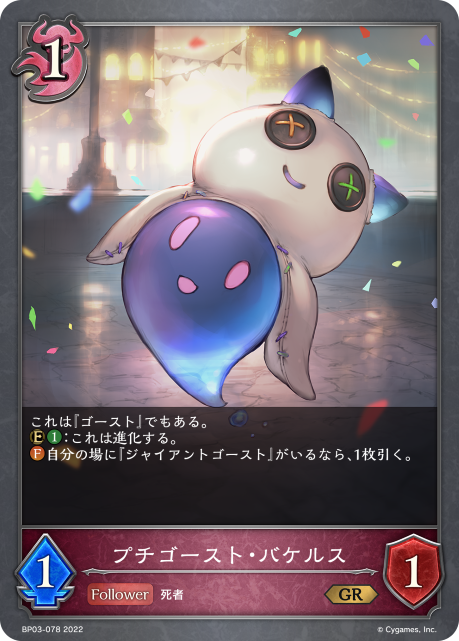 1
これは『ゴースト』でもある。
E 1：これは進化する。
F 自分の場に『ジャイアントゴースト』がいるなら、1枚引く。
プチゴースト・バケルス
1
Follower 死者
GR
1
BP03-078 2022
© Cygames, Inc.